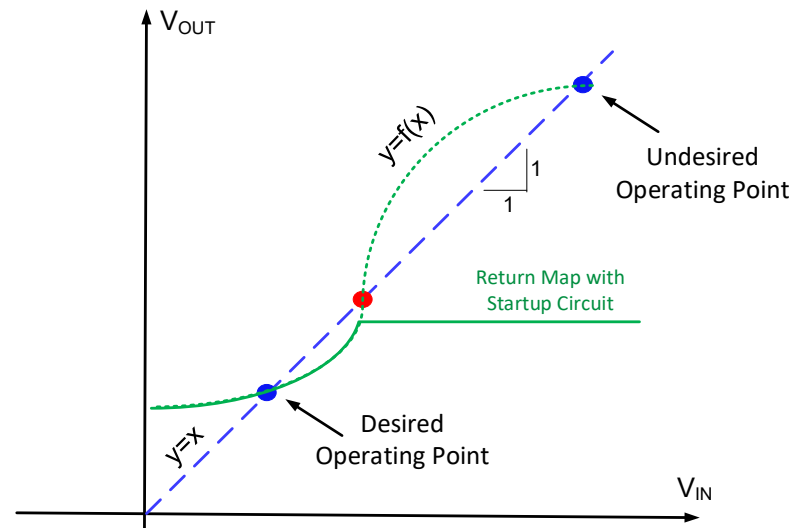 V_OUT
y=f(x)
Undesired
Operating Point
1
1
Return Map with
Startup Circuit
Desired
Operating Point
y=x
V_IN